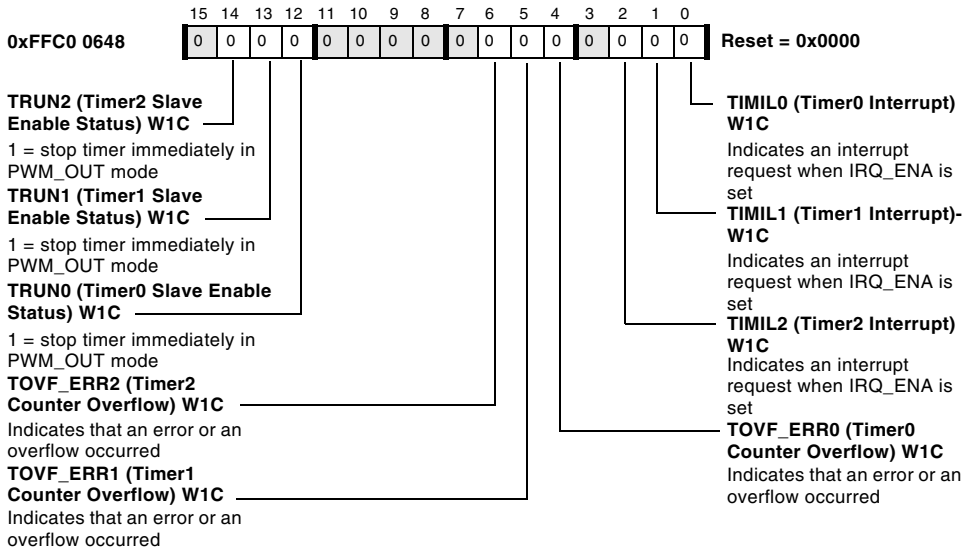 15 14 13 12 11 10 9 8 7 6 5 4 3 2 1 0
0xFFC0 0648
0 0 0 0 0 0 0 0 0 0 0 0 0 0 0 0
Reset = 0x0000
TRUN2 (Timer2 Slave
Enable Status) W1C
1 = stop timer immediately in
PWM_OUT mode
TRUN1 (Timer1 Slave
Enable Status) W1C
1 = stop timer immediately in
PWM_OUT mode
TRUN0 (Timer0 Slave Enable
Status) W1C
1 = stop timer immediately in
PWM_OUT mode
TOVF_ERR2 (Timer2
Counter Overflow) W1C
Indicates that an error or an
overflow occurred
TOVF_ERR1 (Timer1
Counter Overflow) W1C
Indicates that an error or an
overflow occurred
TIMIL0 (Timer0 Interrupt)
W1C
Indicates an interrupt
request when IRQ_ENA is
set
TIMIL1 (Timer1 Interrupt)-
W1C
Indicates an interrupt
request when IRQ_ENA is
set
TIMIL2 (Timer2 Interrupt)
W1C
Indicates an interrupt
request when IRQ_ENA is
set
TOVF_ERR0 (Timer0
Counter Overflow) W1C
Indicates that an error or an
overflow occurred